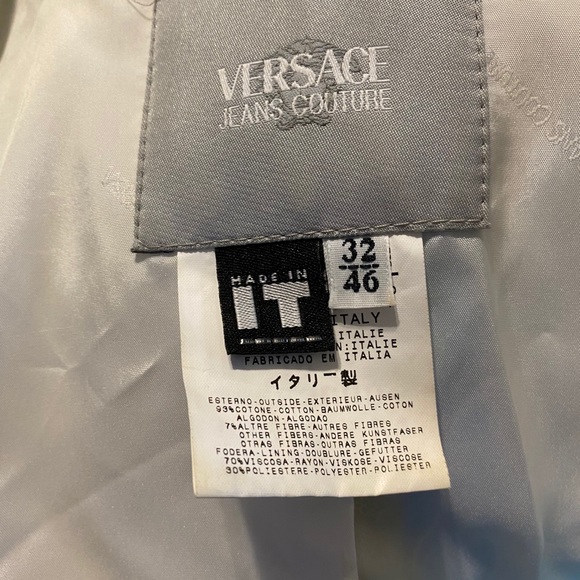 VERSACE
JEANS COUTURE
COUTURE
MADE IN
IT
32
46
ITALY
ITALIE
N:ITALIE
FABRICADO EM ITALIA
イタリー製
ESTERNO-OUTSIDE-EXTERIEUR-AUSEN
93%COTONE-COTTON-BAUMWOLLE-COTON
ALGODON-ALGODAO
7%ALTRE FIBRE-AUTRES FIBRES
OTHER FIBERS-ANDERE KUNSTFASER
OTRAS FIBRAS-OUTRAS FIBRAS
FODERA-LINING-DOUBLURE-GEFUTTER
70%VISCOSA-RAYON-VISKOSE-VISCOSE
30%POLIESTERE-POLYESTER-POLIESTER